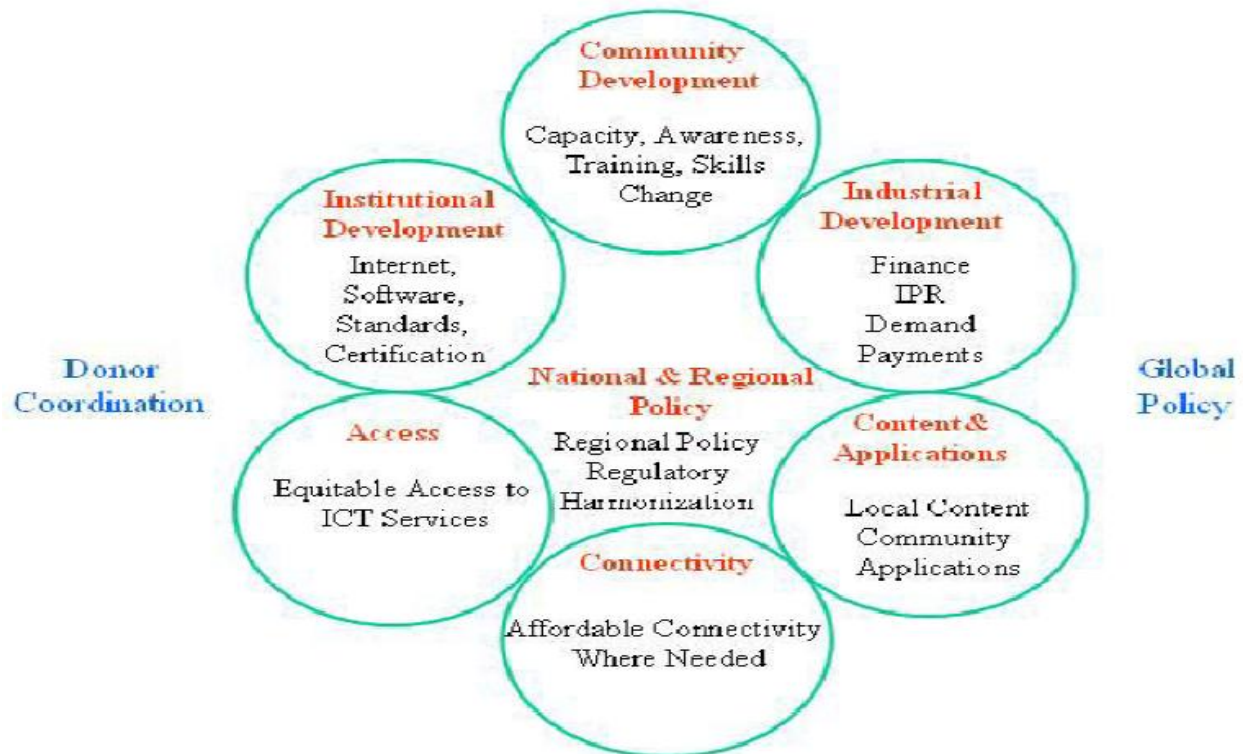 Community
Development
Capacity, Awareness,
Training, Skills
Change
Institutional
Development
Internet,
Software,
Standards,
Certification
Industrial
Development
Finance
IPR
Demand
Payments
Donor
Coordination
National & Regional
Policy
Regional Policy
Regulatory
Harmonization
Global
Policy
Access
Equitable Access to
ICT Services
Content&
Applications
Local Content
Community
Applications
Connectivity
Affordable Connectivity
Where Needed